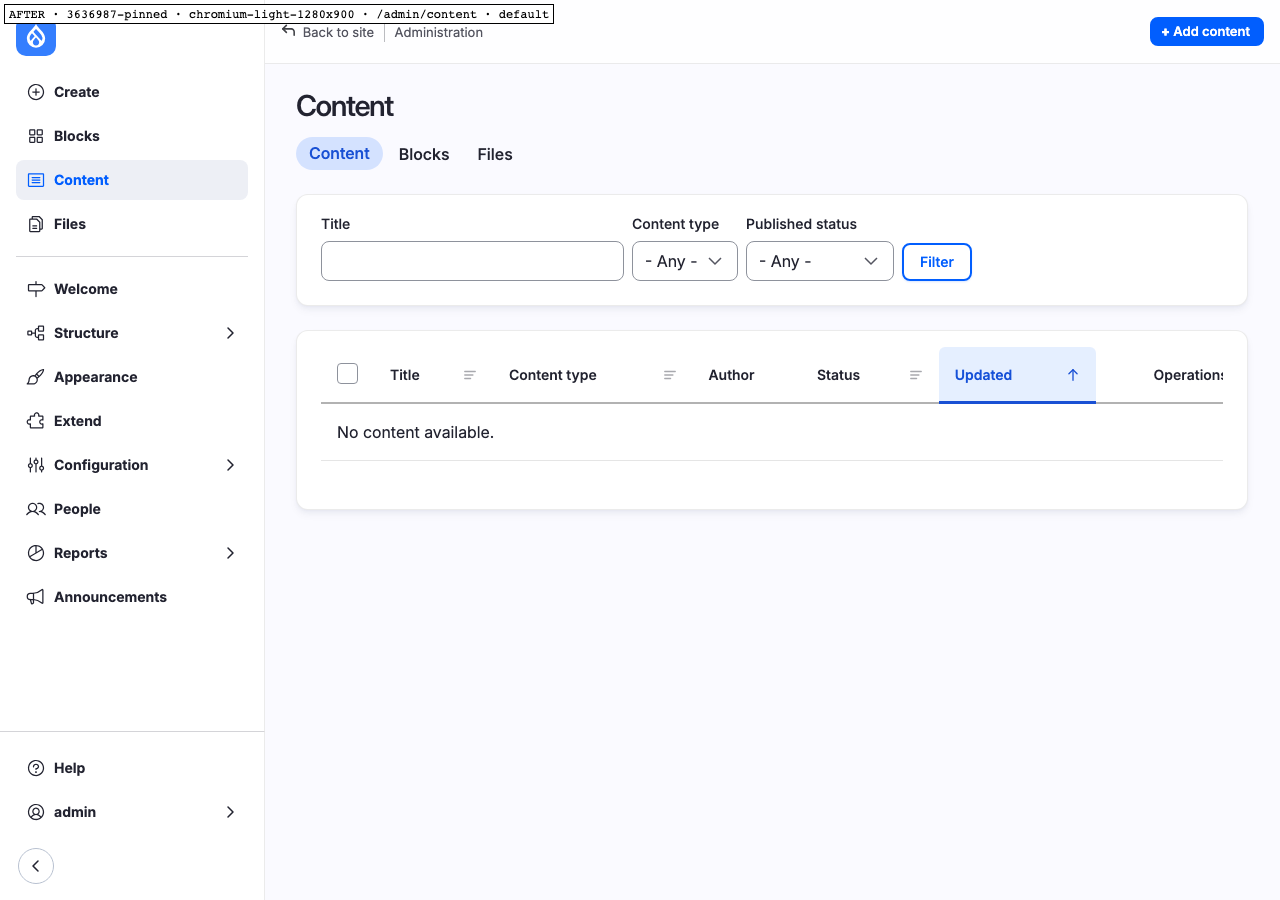 AFTER · 3636987-pinned · chromium-light-1280x900 · /admin/content · default
Back to site
Administration
+ Add content
Create
Blocks
Content
Files
Welcome
Structure
Appearance
Extend
Configuration
People
Reports
Announcements
Help
admin
Content
Content Blocks Files
Title Content type Published status
- Any - - Any - Filter
Title Content type Author Status Updated Operations
No content available.